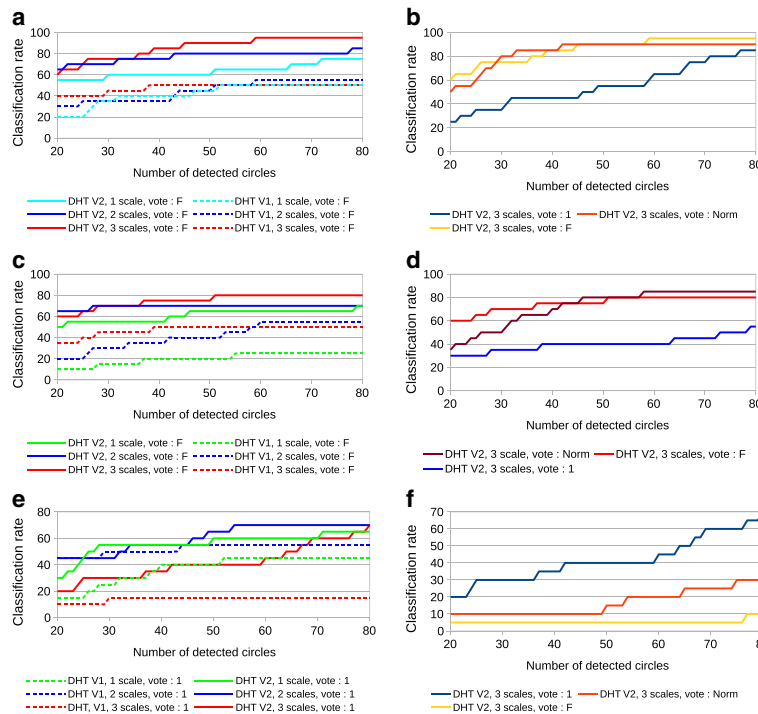 a
Classification rate
100
80
60
40
20
0
20 30 40 50 60 70 80
Number of detected circles
DHT V2, 1 scale, vote : F DHT V1, 1 scale, vote : F
DHT V2, 2 scales, vote : F DHT V1, 2 scales, vote : F
DHT V2, 3 scales, vote : F DHT V1, 3 scales, vote : F
b
Classification rate
100
80
60
40
20
0
20 30 40 50 60 70 80
Number of detected circles
DHT V2, 3 scales, vote : 1 DHT V2, 3 scales, vote : Norm
DHT V2, 3 scales, vote : F
c
Classification rate
100
80
60
40
20
0
20 30 40 50 60 70 80
Number of detected circles
DHT V2, 1 scale, vote : F DHT V1, 1 scale, vote : F
DHT V2, 2 scales, vote : F DHT V1, 2 scales, vote : F
DHT V2, 3 scales, vote : F DHT V1, 3 scales, vote : F
d
Classification rate
100
80
60
40
20
0
20 30 40 50 60 70 80
Number of detected circles
DHT V2, 3 scale, vote : Norm DHT V2, 3 scales, vote : F
DHT V2, 3 scales, vote : 1
e
Classification rate
80
60
40
20
0
20 30 40 50 60 70 80
Number of detected circles
DHT V1, 1 scale, vote : 1 DHT V2, 1 scale, vote : 1
DHT V1, 2 scales, vote : 1 DHT V2, 2 scales, vote : 1
DHT, V1, 3 scales, vote : 1 DHT V2, 3 scales, vote : 1
f
Classification rate
70
60
50
40
30
20
10
0
20 30 40 50 60 70 80
Number of detected circles
DHT V2, 3 scales, vote : 1 DHT V2, 3 scales, vote : Norm
DHT V2, 3 scales, vote : F